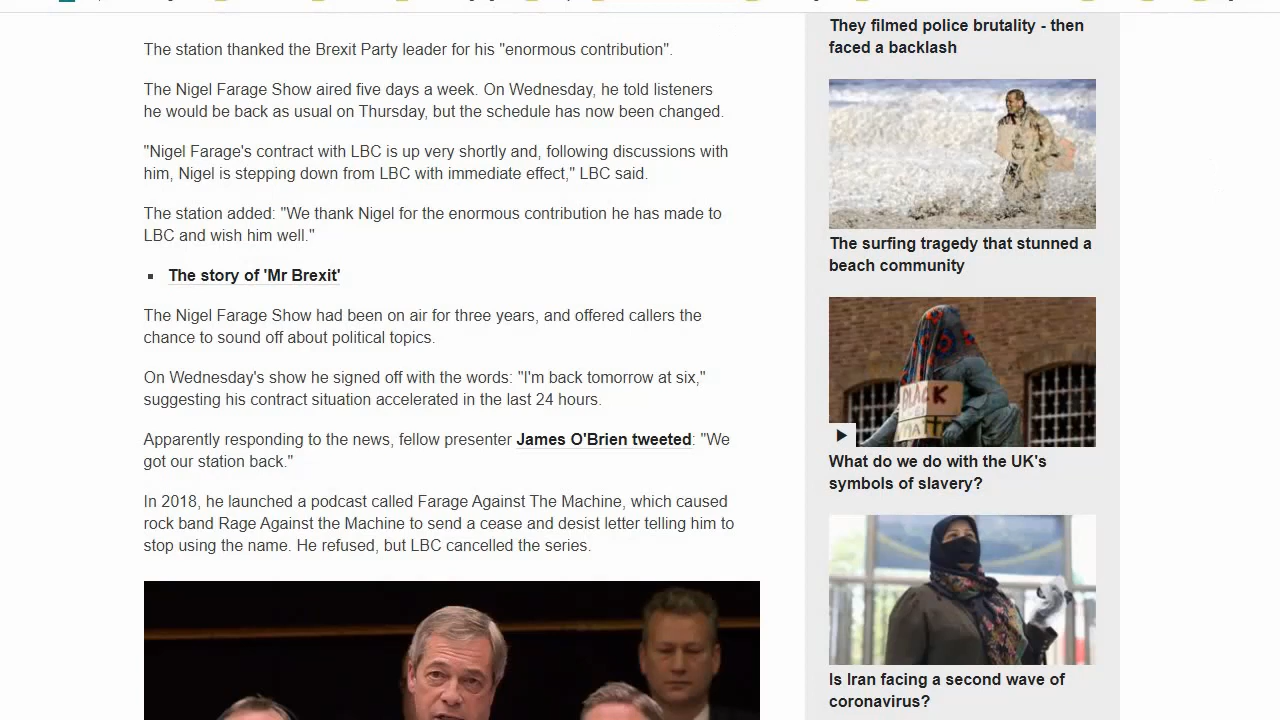 The station thanked the Brexit Party leader for his "enormous contribution".
The Nigel Farage Show aired five days a week. On Wednesday, he told listeners
he would be back as usual on Thursday, but the schedule has now been changed.
"Nigel Farage's contract with LBC is up very shortly and, following discussions with
him, Nigel is stepping down from LBC with immediate effect," LBC said.
The station added: "We thank Nigel for the enormous contribution he has made to
LBC and wish him well."
The story of 'Mr Brexit'
The Nigel Farage Show had been on air for three years, and offered callers the
chance to sound off about political topics.
On Wednesday's show he signed off with the words: "I'm back tomorrow at six,"
suggesting his contract situation accelerated in the last 24 hours.
Apparently responding to the news, fellow presenter James O'Brien tweeted: "We
got our station back."
In 2018, he launched a podcast called Farage Against The Machine, which caused
rock band Rage Against the Machine to send a cease and desist letter telling him to
stop using the name. He refused, but LBC cancelled the series.
They filmed police brutality - then
faced a backlash
The surfing tragedy that stunned a
beach community
BLACK
MATTER
What do we do with the UK's
symbols of slavery?
Is Iran facing a second wave of
coronavirus?